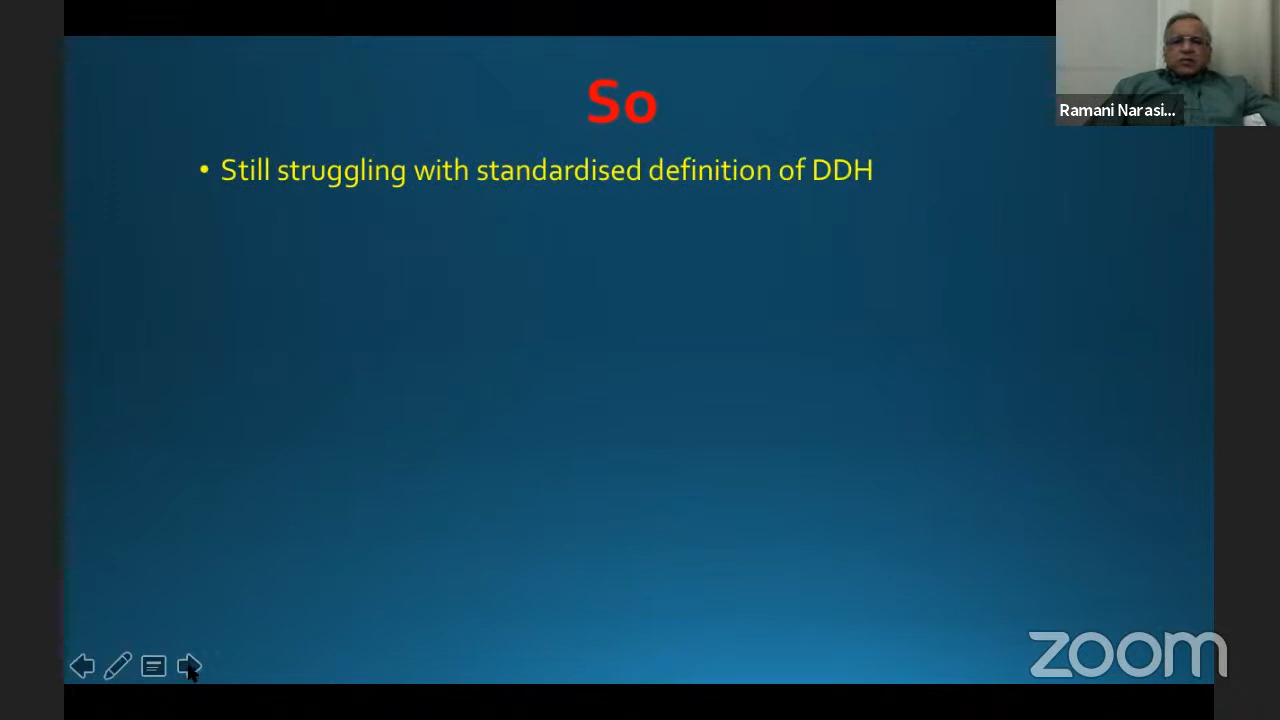 So
• Still struggling with standardised definition of DDH
Ramani Narasi...
zoom